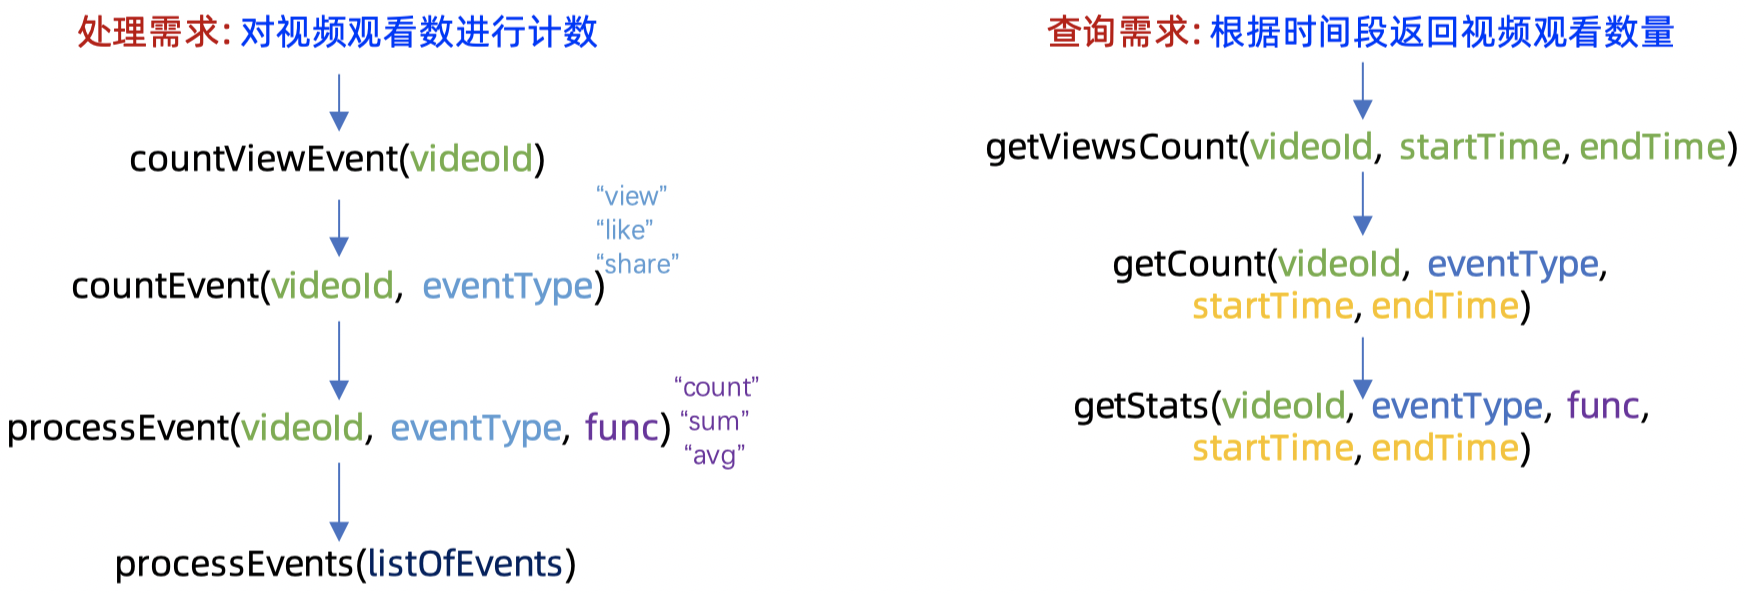 处理需求: 对视频观看数进行计数
countViewEvent(videoId)
“view”
“like”
“share”
countEvent(videoId, eventType)
“count”
“sum”
“avg”
processEvent(videoId, eventType, func)
processEvents(listOfEvents)
查询需求: 根据时间段返回视频观看数量
getViewsCount(videoId, startTime, endTime)
getCount(videoId, eventType,
startTime, endTime)
getStats(videoId, eventType, func,
startTime, endTime)